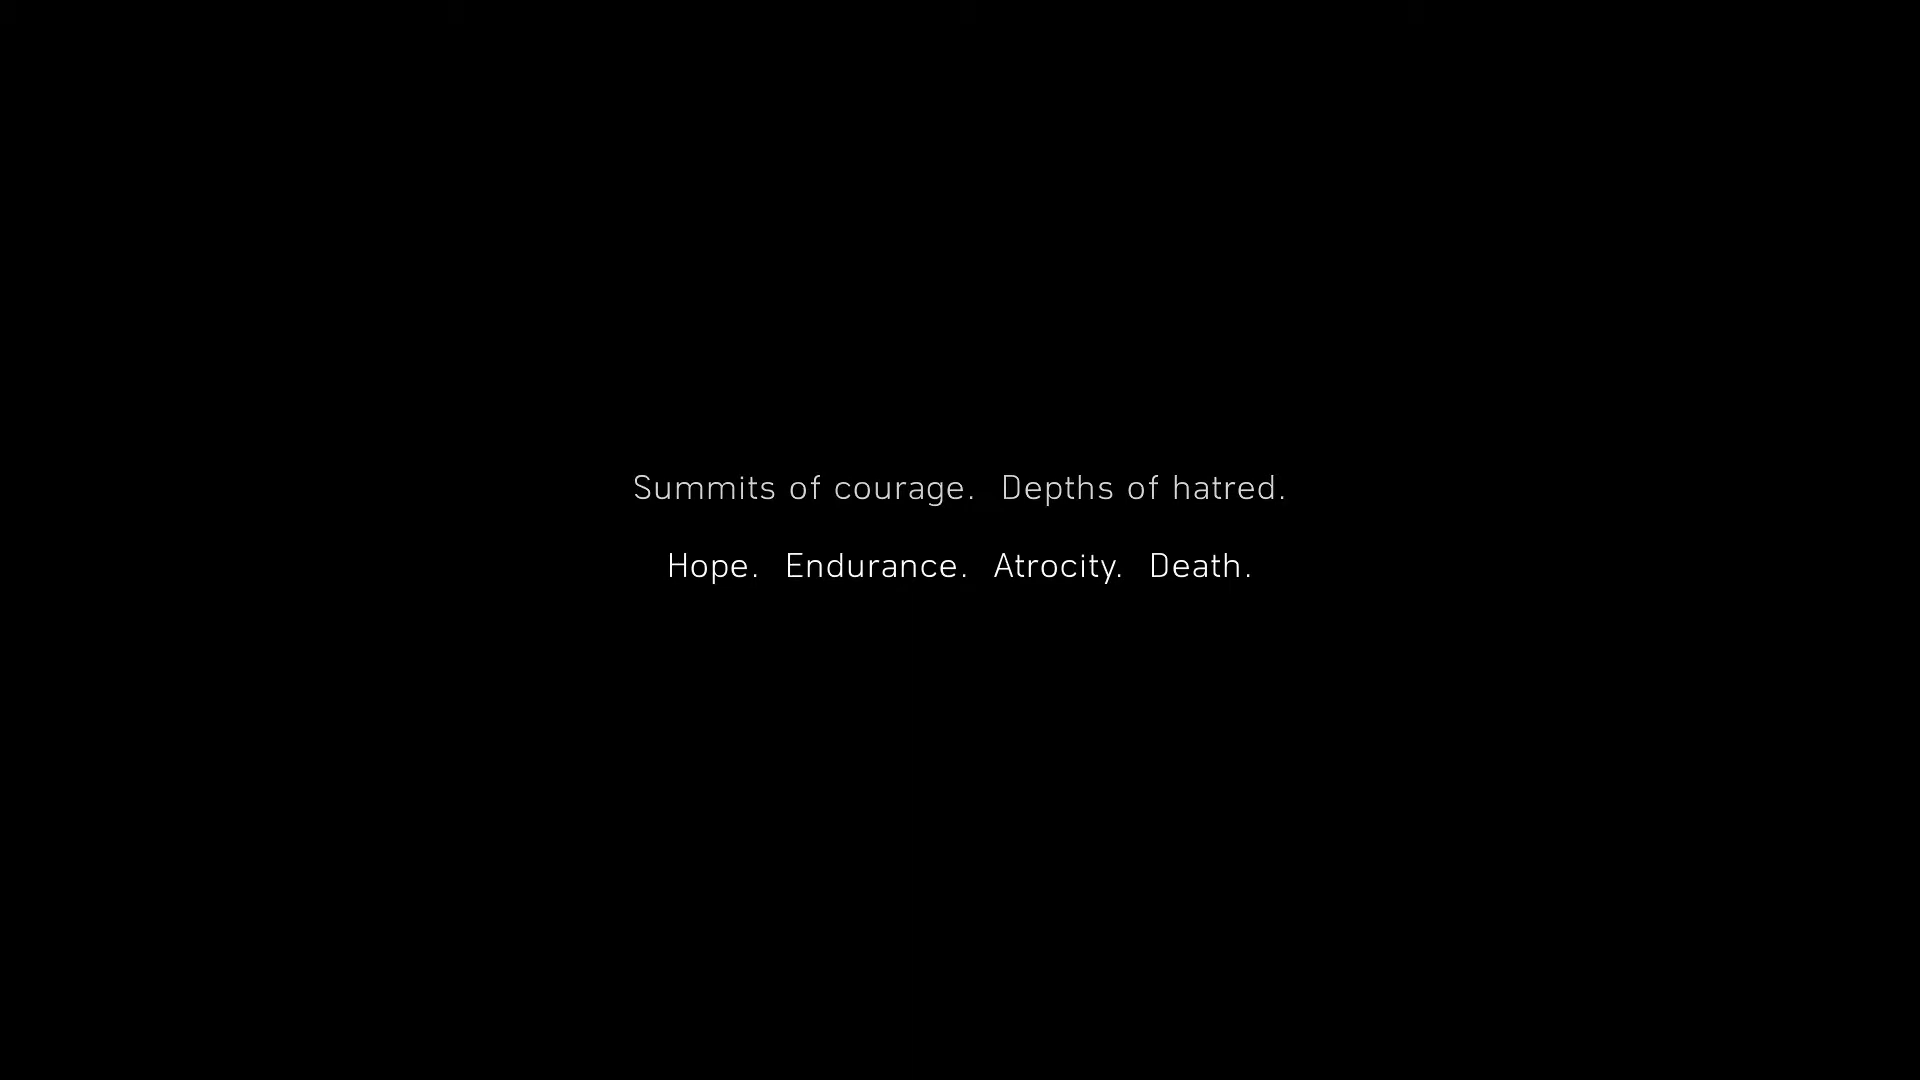 Summits of courage. Depths of hatred.
Hope. Endurance. Atrocity. Death.